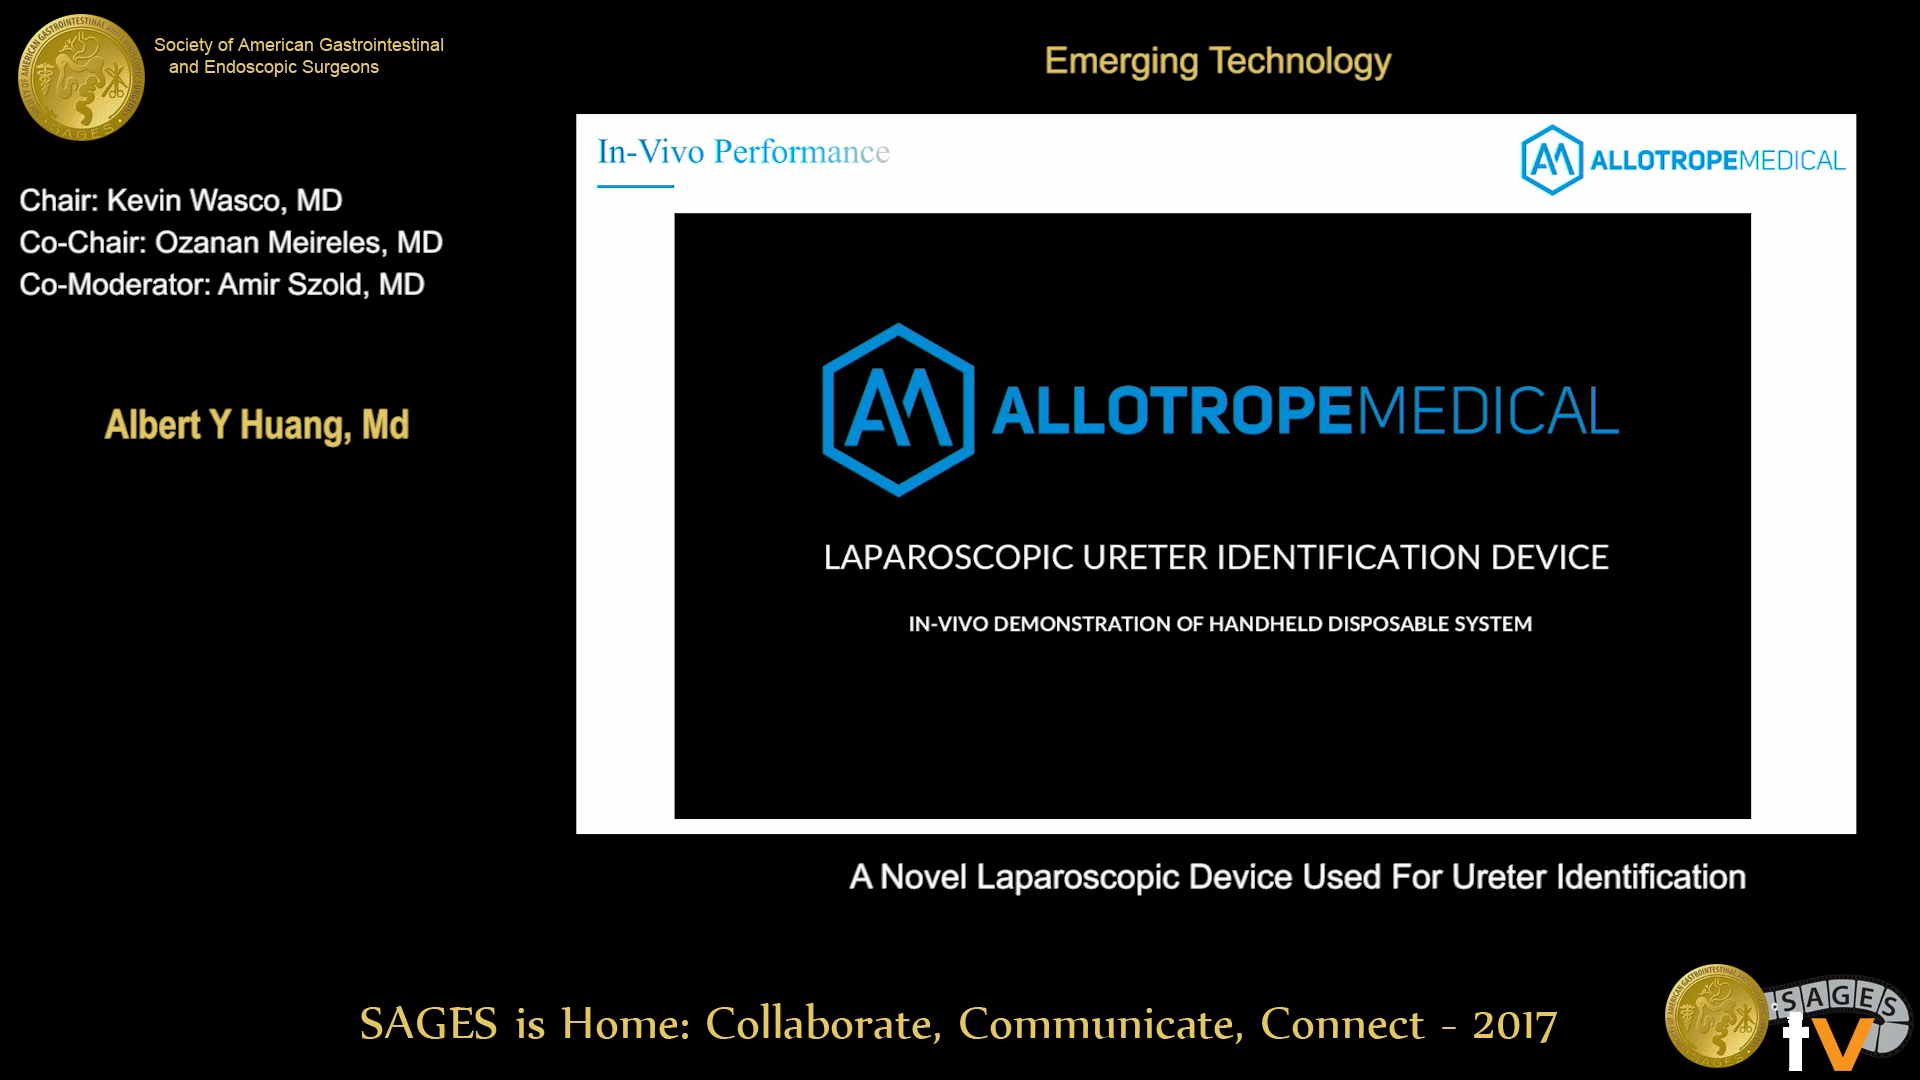 Society of American Gastrointestinal
and Endoscopic Surgeons
SAGES
Emerging Technology
Chair: Kevin Wasco, MD
Co-Chair: Ozanan Meireles, MD
Co-Moderator: Amir Szold, MD
Albert Y Huang, Md
In-Vivo Performance
ALLOTROPEMEDICAL
ALLOTROPEMEDICAL
LAPAROSCOPIC URETER IDENTIFICATION DEVICE
IN-VIVO DEMONSTRATION OF HANDHELD DISPOSABLE SYSTEM
A Novel Laparoscopic Device Used For Ureter Identification
SAGES is Home: Collaborate, Communicate, Connect - 2017
SAGES
tv